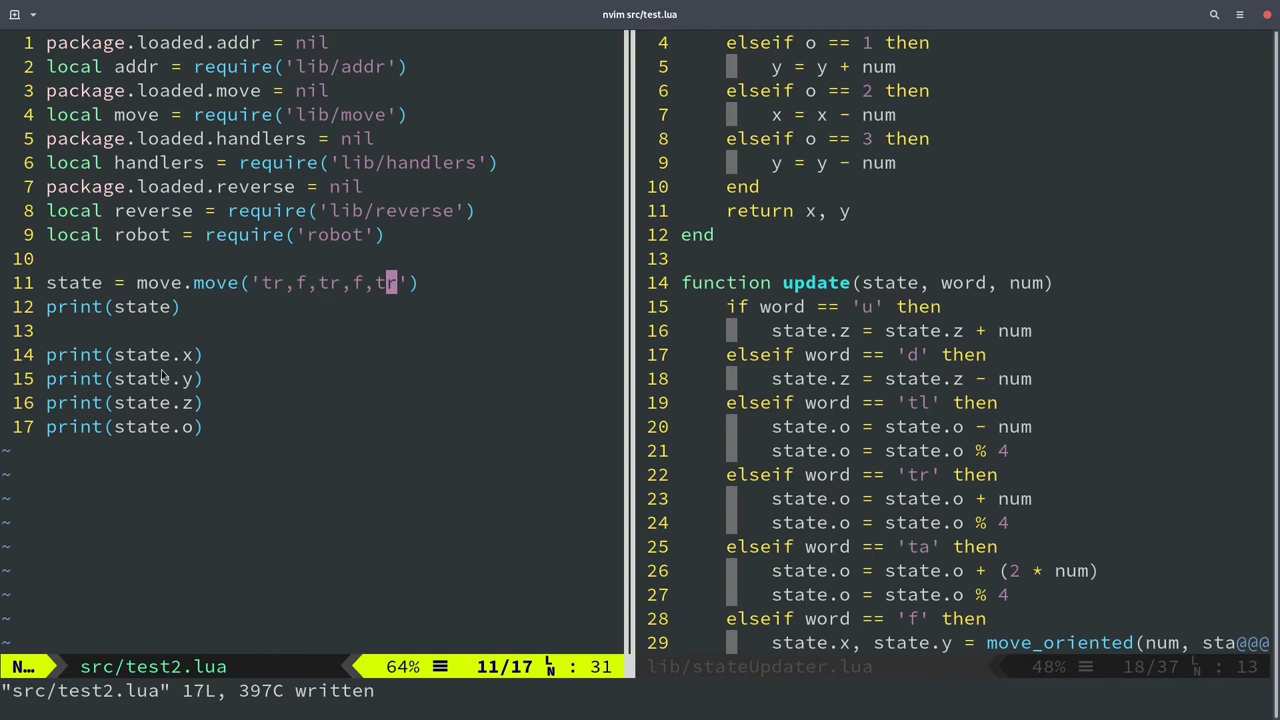 nvim src/test.lua
1 package.loaded.addr = nil
2 local addr = require('lib/addr')
3 package.loaded.move = nil
4 local move = require('lib/move')
5 package.loaded.handlers = nil
6 local handlers = require('lib/handlers')
7 package.loaded.reverse = nil
8 local reverse = require('lib/reverse')
9 local robot = require('robot')
10
11 state = move.move('tr,f,tr,f,tr')
12 print(state)
13
14 print(state.x)
15 print(state.y)
16 print(state.z)
17 print(state.o)
~
~
~
~
~
~
~
~
N... src/test2.lua 64% ☰ 11/17 LN : 31
"src/test2.lua" 17L, 397C written
4 elseif o == 1 then
5 y = y + num
6 elseif o == 2 then
7 x = x - num
8 elseif o == 3 then
9 y = y - num
10 end
11 return x, y
12 end
13
14 function update(state, word, num)
15 if word == 'u' then
16 state.z = state.z + num
17 elseif word == 'd' then
18 state.z = state.z - num
19 elseif word == 'tl' then
20 state.o = state.o - num
21 state.o = state.o % 4
22 elseif word == 'tr' then
23 state.o = state.o + num
24 state.o = state.o % 4
25 elseif word == 'ta' then
26 state.o = state.o + (2 * num)
27 state.o = state.o % 4
28 elseif word == 'f' then
29 state.x, state.y = move_oriented(num, sta@@@
lib/stateUpdater.lua 48% ☰ 18/37 LN : 13